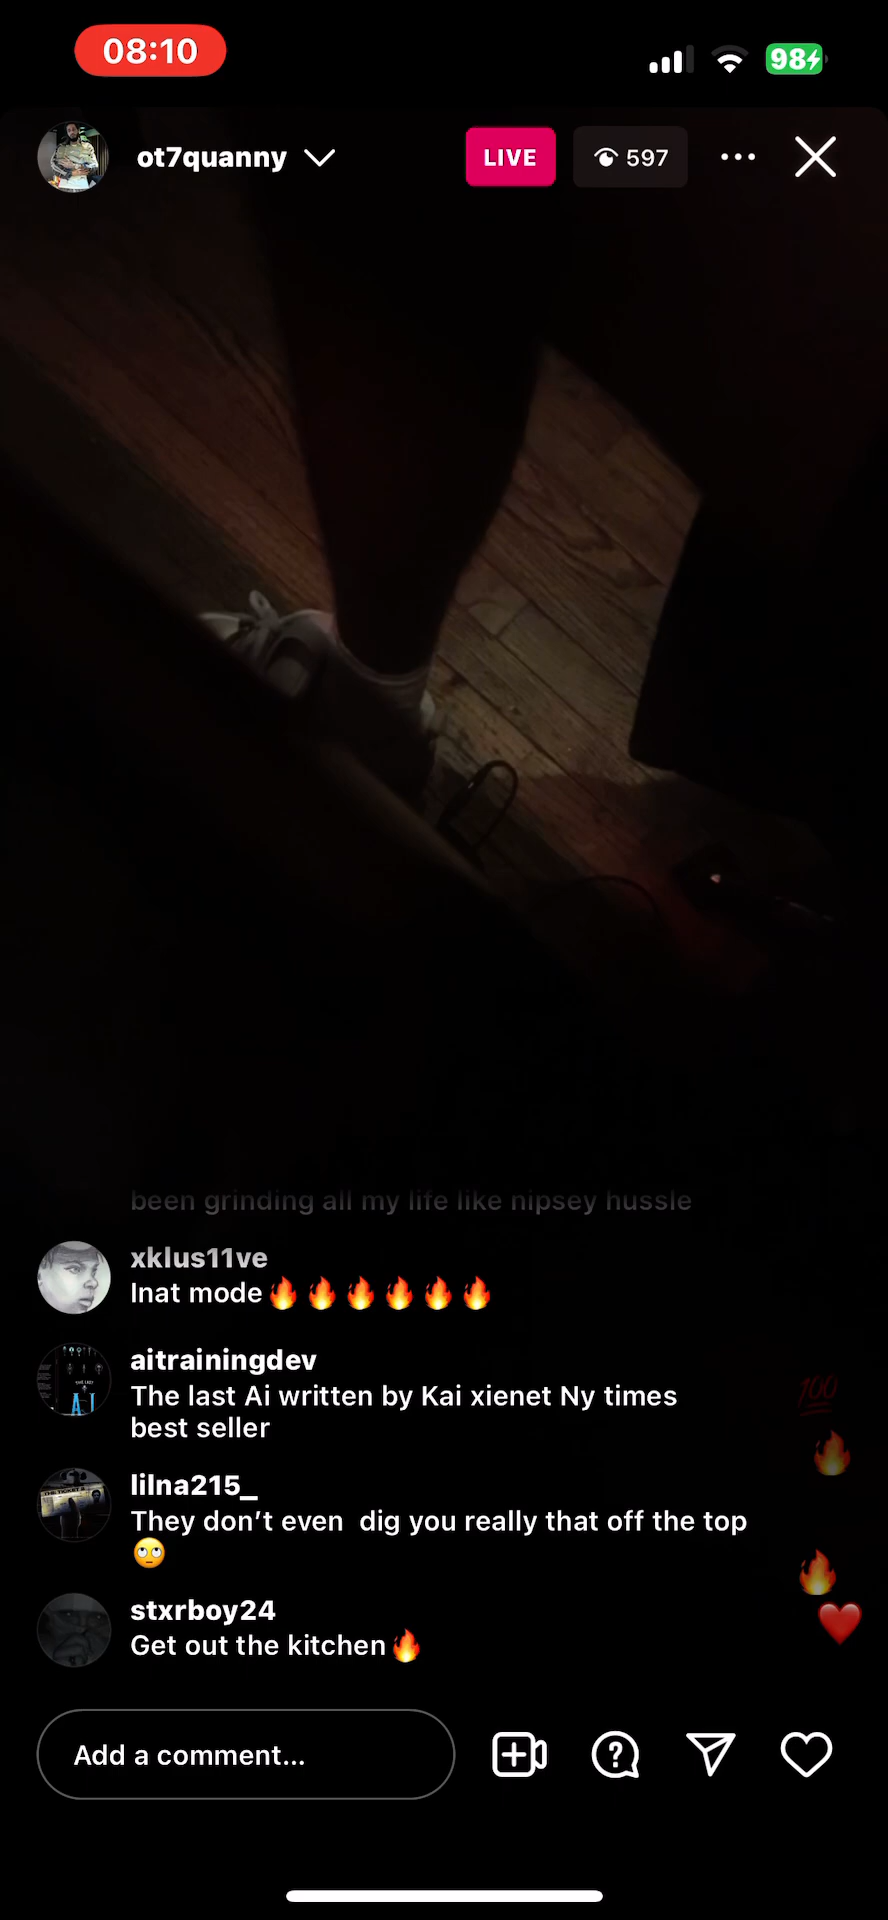 08:10
98
ot7quanny
LIVE
597
been grinding all my life like nipsey hussle
xklus11ve
Inat mode🔥🔥🔥🔥🔥🔥
aitrainingdev
The last Ai written by Kai xienet Ny times
best seller
lilna215_
They don’t even  dig you really that off the top
🙄
stxrboy24
Get out the kitchen🔥
Add a comment...